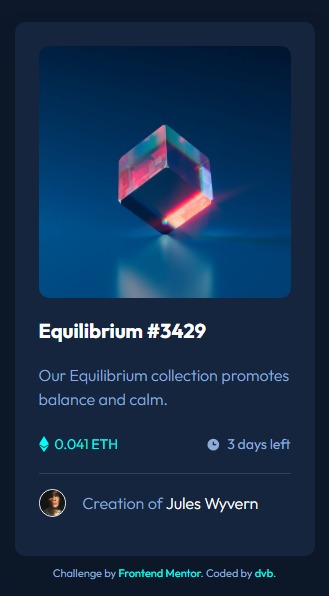 Equilibrium #3429
Our Equilibrium collection promotes
balance and calm.
0.041 ETH
3 days left
Creation of Jules Wyvern
Challenge by Frontend Mentor. Coded by dvb.